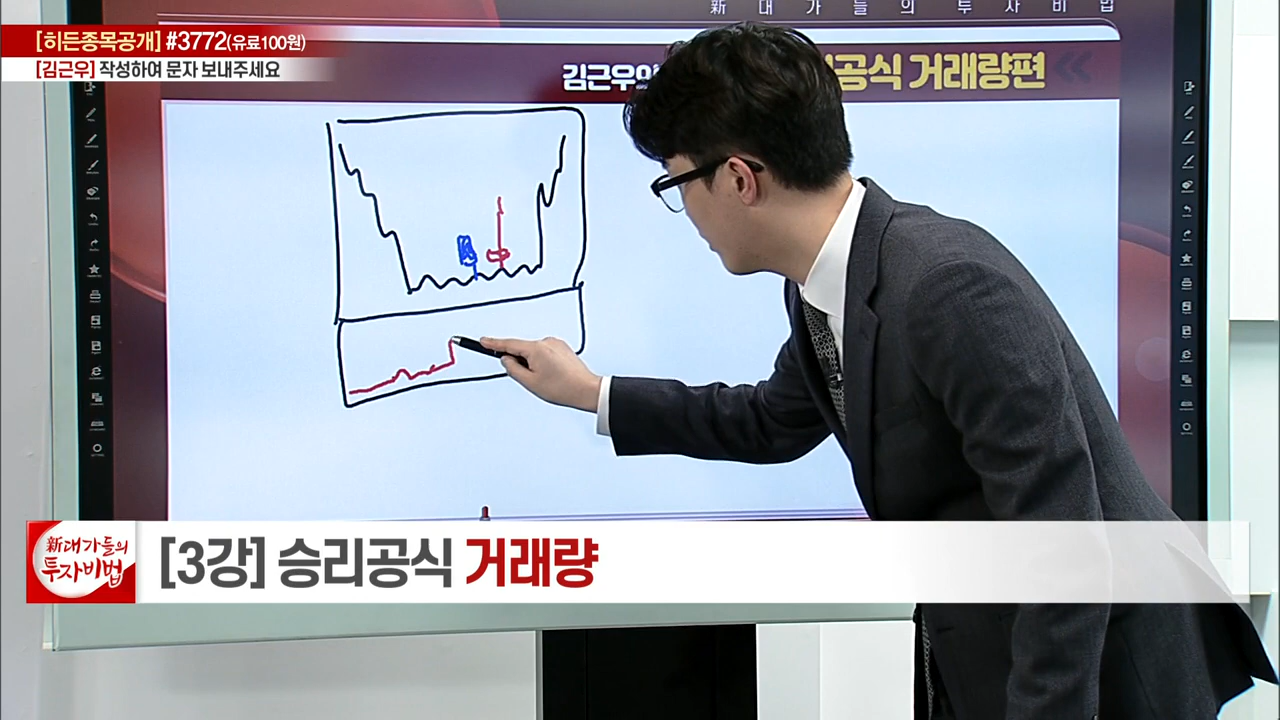 新 대 가 들 의 투 자 비 법
[히든종목공개] #3772(유료100원)
[김근우] 작성하여 문자 보내주세요
김근우의 공식 거래량편
新대가들의
투자비법
[3강] 승리공식 거래량